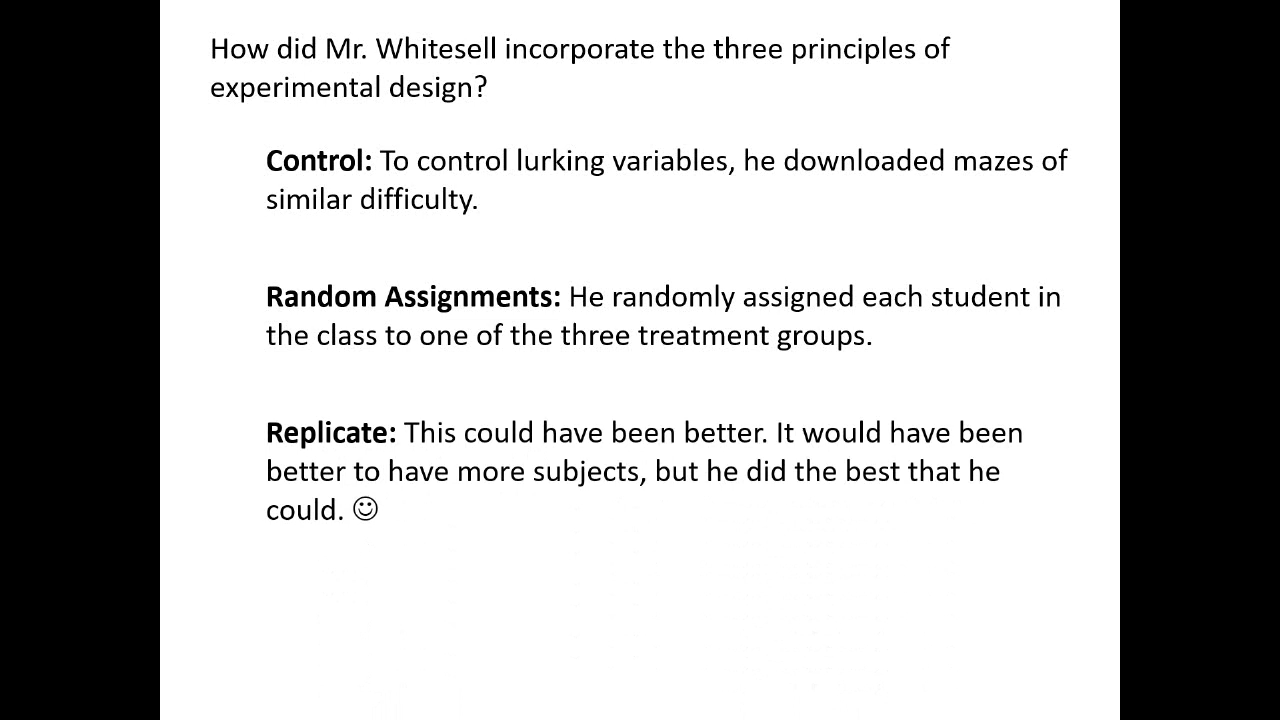 How did Mr. Whitesell incorporate the three principles of
experimental design?
Control: To control lurking variables, he downloaded mazes of
similar difficulty.
Random Assignments: He randomly assigned each student in
the class to one of the three treatment groups.
Replicate: This could have been better. It would have been
better to have more subjects, but he did the best that he
could. ☺